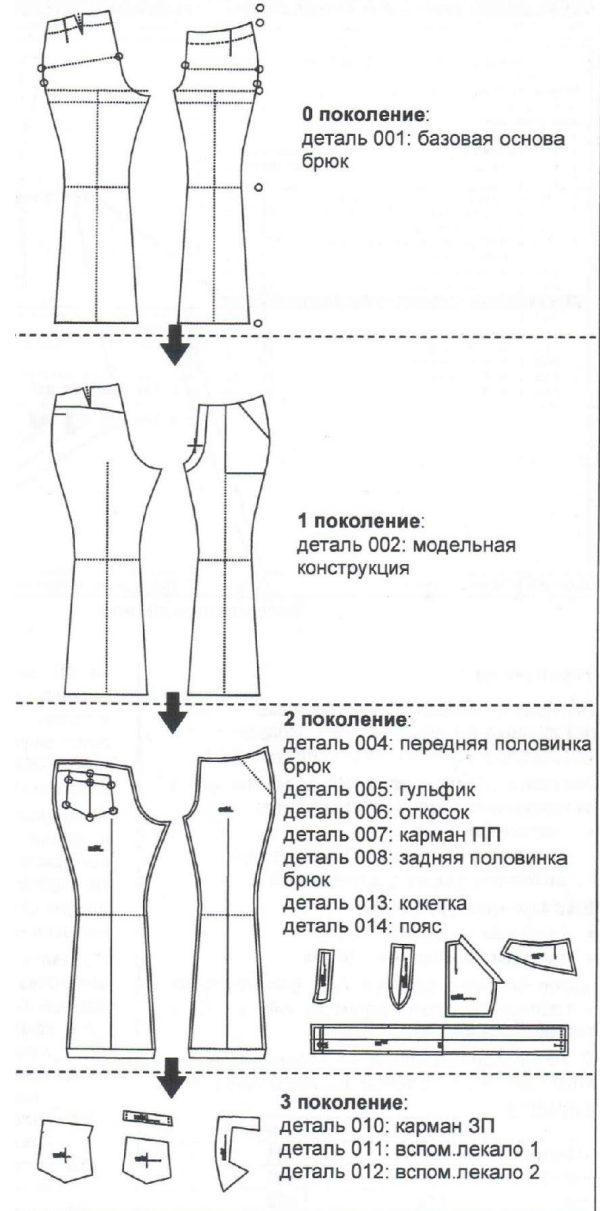 0 поколение:
деталь 001: базовая основа
брюк
1 поколение:
деталь 002: модельная
конструкция
2 поколение:
деталь 004: передняя половинка
брюк
деталь 005: гульфик
деталь 006: откосок
деталь 007: карман ПП
деталь 008: задняя половинка
брюк
деталь 013: кокетка
деталь 014: пояс
3 поколение:
деталь 010: карман ЗП
деталь 011: вспом.лекало 1
деталь 012: вспом.лекало 2